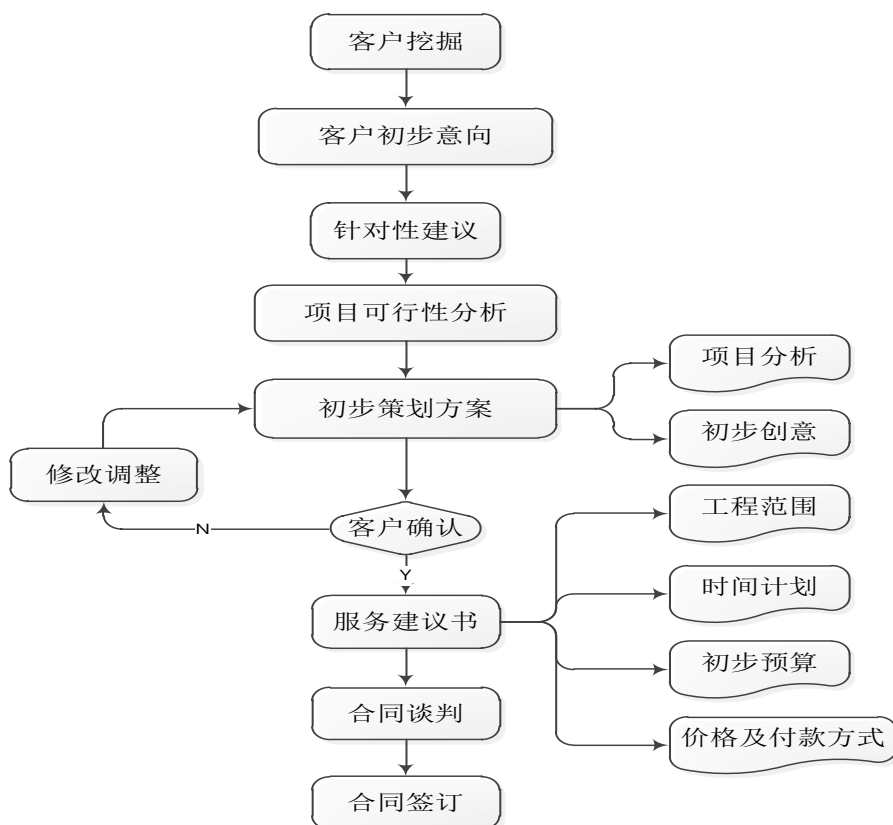 客户挖掘
客户初步意向
针对性建议
项目可行性分析
项目分析
初步策划方案
初步创意
修改调整
工程范围
客户确认
N
Y
时间计划
服务建议书
初步预算
合同谈判
价格及付款方式
合同签订